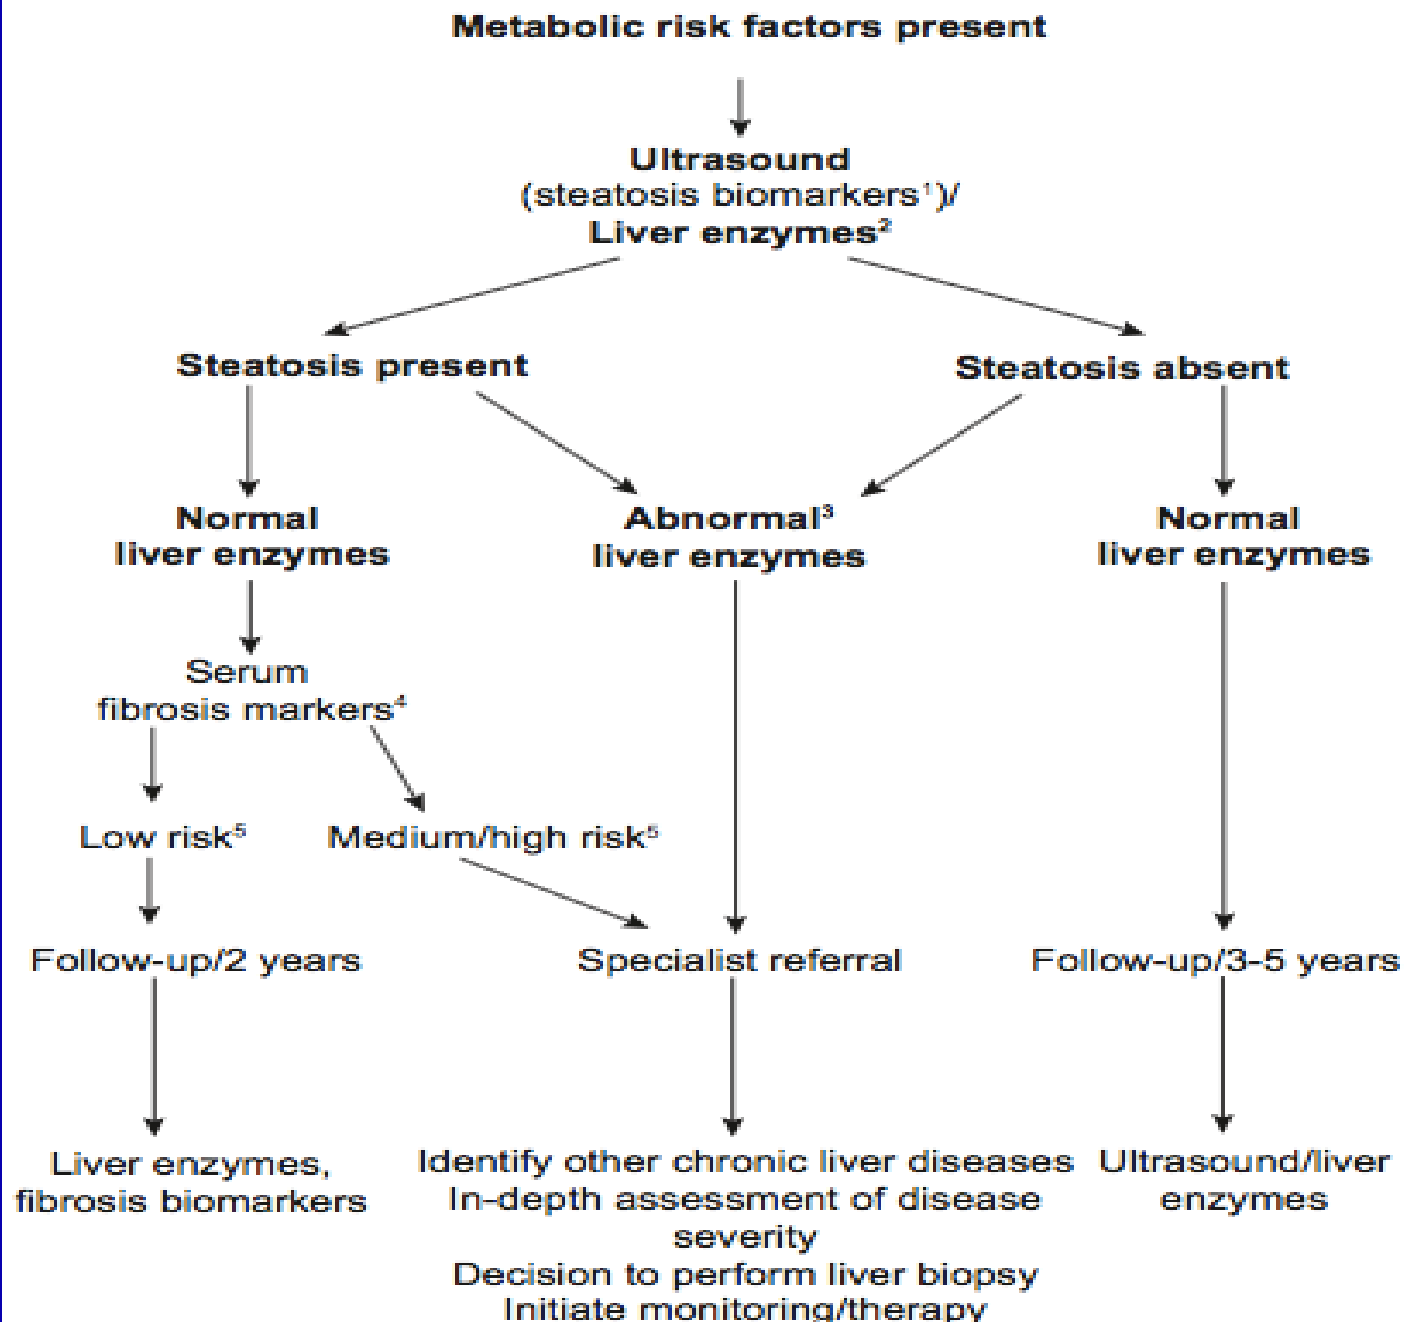 Metabolic risk factors present
Ultrasound
(steatosis biomarkers¹)/
Liver enzymes²
Steatosis present
Steatosis absent
Normal
liver enzymes
Abnormal³
liver enzymes
Normal
liver enzymes
Serum
fibrosis markers⁴
Low risk⁵
Medium/high risk⁵
Follow-up/2 years
Specialist referral
Follow-up/3-5 years
Liver enzymes,
fibrosis biomarkers
Identify other chronic liver diseases
In-depth assessment of disease
severity
Decision to perform liver biopsy
Initiate monitoring/therapy
Ultrasound/liver
enzymes